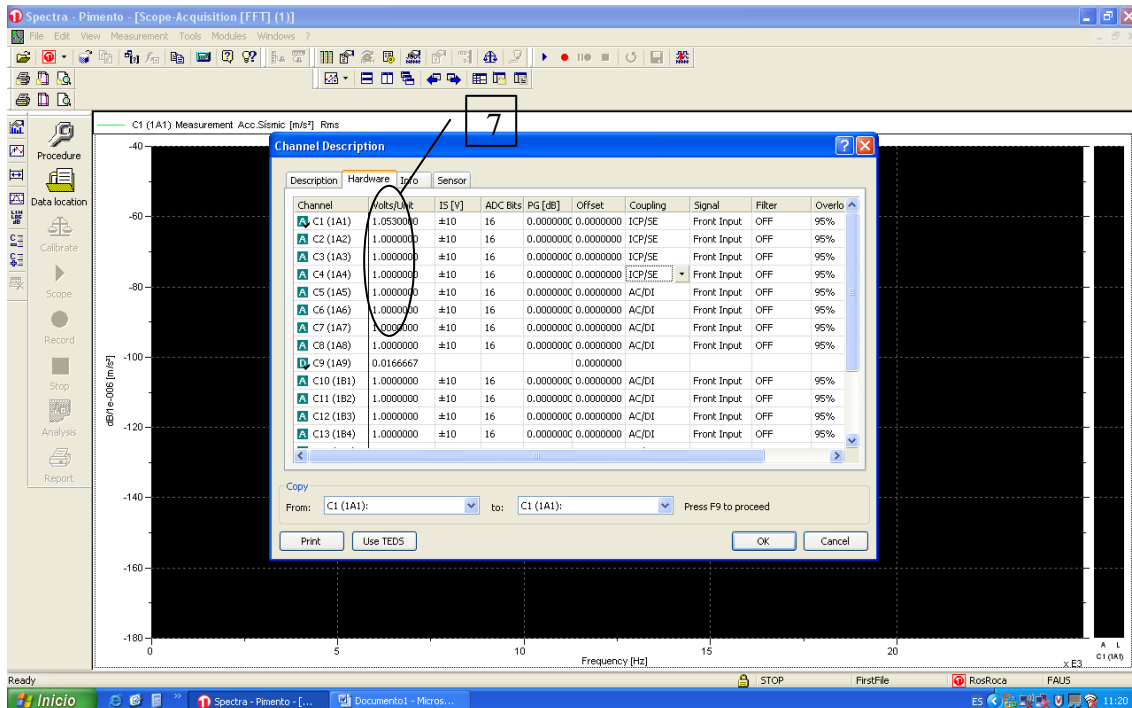 Spectra - Pimento - [Scope-Acquisition [FFT] (1)]
File Edit View Measurement Tools Modules Windows ?
7
C1 (1A1) Measurement Acc.Sísmic [m/s²] Rms
Procedure
Data location
Calibrate
Scope
Record
Stop
Analysis
Report
Channel Description
Description Hardware Info Sensor
Channel Volts/Unit IS [V] ADC Bits PG [dB] Offset Coupling Signal Filter Overlo
A C1 (1A1) 1.0530000 ±10 16 0.000000 0.0000000 ICP/SE Front Input OFF 95%
A C2 (1A2) 1.0000000 ±10 16 0.000000 0.0000000 ICP/SE Front Input OFF 95%
A C3 (1A3) 1.0000000 ±10 16 0.000000 0.0000000 ICP/SE Front Input OFF 95%
A C4 (1A4) 1.0000000 ±10 16 0.000000 0.0000000 ICP/SE Front Input OFF 95%
A C5 (1A5) 1.0000000 ±10 16 0.000000 0.0000000 AC/DI Front Input OFF 95%
A C6 (1A6) 1.0000000 ±10 16 0.000000 0.0000000 AC/DI Front Input OFF 95%
A C7 (1A7) 1.0000000 ±10 16 0.000000 0.0000000 AC/DI Front Input OFF 95%
A C8 (1A8) 1.0000000 ±10 16 0.000000 0.0000000 AC/DI Front Input OFF 95%
D C9 (1A9) 0.0166667 0.0000000
A C10 (1B1) 1.0000000 ±10 16 0.000000 0.0000000 AC/DI Front Input OFF 95%
A C11 (1B2) 1.0000000 ±10 16 0.000000 0.0000000 AC/DI Front Input OFF 95%
A C12 (1B3) 1.0000000 ±10 16 0.000000 0.0000000 AC/DI Front Input OFF 95%
A C13 (1B4) 1.0000000 ±10 16 0.000000 0.0000000 AC/DI Front Input OFF 95%
Copy
From: C1 (1A1): to: C1 (1A1): Press F9 to proceed
Print Use TEDS OK Cancel
-40
-60
-80
-100
-120
-140
-160
-180
dB/1e-006 [m/s²]
0 5 10 15 20
Frequency [Hz]
x.E3
A L
C1 (1A1)
Ready STOP FirstFile RosRoca FAUS
Inicio Spectra - Pimento - [... Documento1 - Micros... ES 11:20